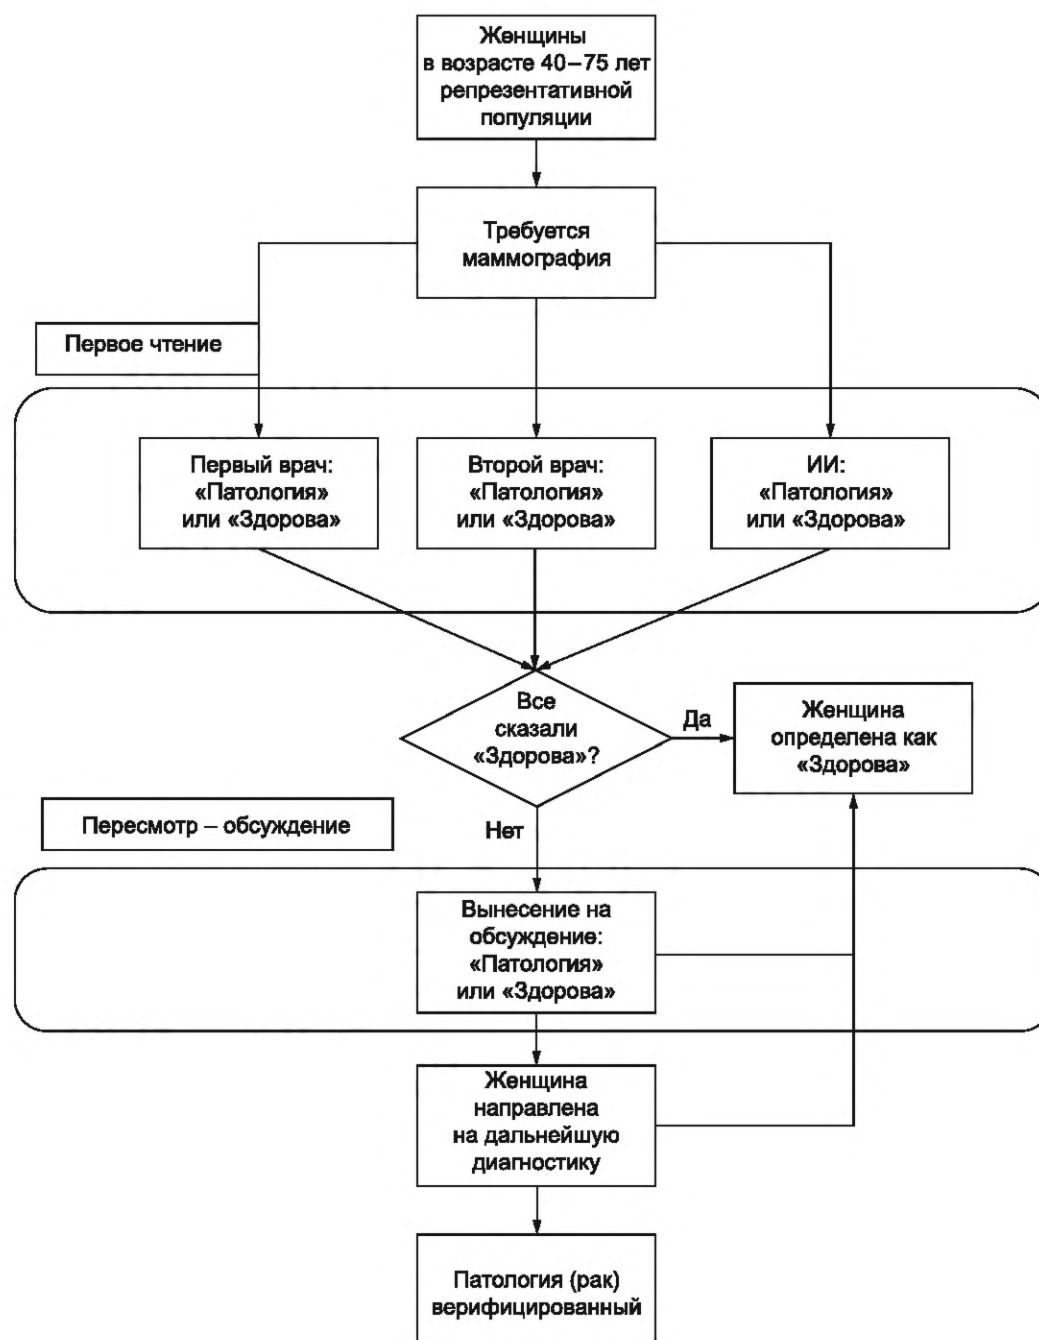 Женщины
в возрасте 40–75 лет
репрезентативной
популяции
Требуется
маммография
Первое чтение
Первый врач:
«Патология»
или «Здорова»
Второй врач:
«Патология»
или «Здорова»
ИИ:
«Патология»
или «Здорова»
Все
сказали
«Здорова»?
Да
Женщина
определена как
«Здорова»
Пересмотр – обсуждение
Нет
Вынесение на
обсуждение:
«Патология»
или «Здорова»
Женщина
направлена
на дальнейшую
диагностику
Патология (рак)
верифицированный